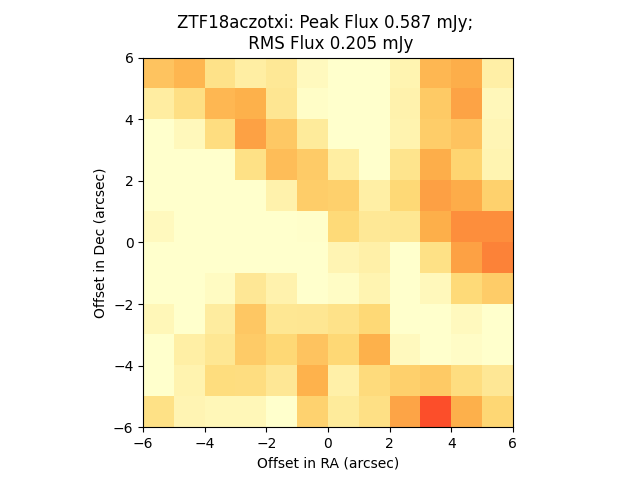 ZTF18aczotxi: Peak Flux 0.587 mJy;
RMS Flux 0.205 mJy
6
4
2
0
−2
−4
−6
Offset in Dec (arcsec)
−6 −4 −2 0 2 4 6
Offset in RA (arcsec)